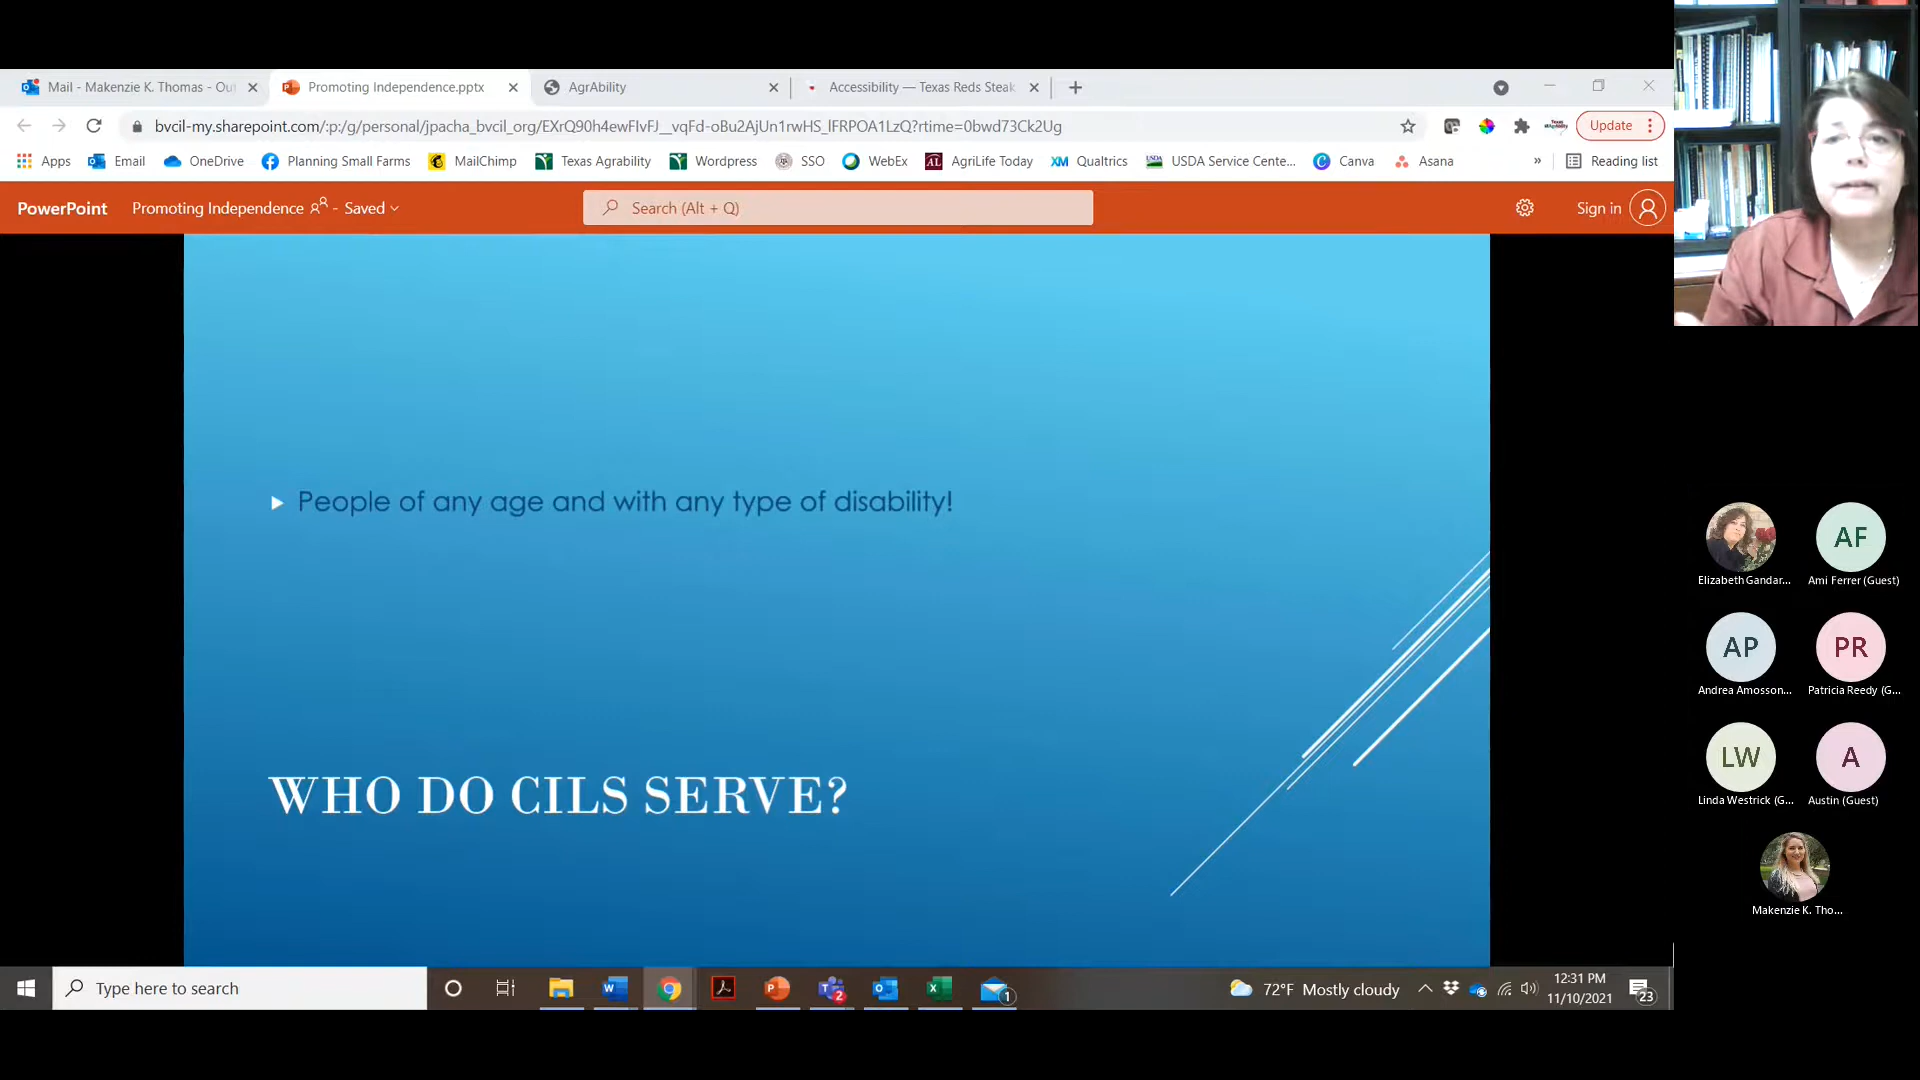 Mail - Makenzie K. Thomas - Ou
Promoting Independence.pptx
AgrAbility
Accessibility — Texas Reds Steak
bvcil-my.sharepoint.com/:p:/g/personal/jpacha_bvcil_org/EXrQ90h4ewFIvFJ__vqFd-oBu2AjUn1rwHS_lFRPOA1LzQ?rtime=0bwd73Ck2Ug
Update
Apps
Email
OneDrive
Planning Small Farms
MailChimp
Texas Agrability
Wordpress
SSO
WebEx
AgriLife Today
XM Qualtrics
USDA Service Cente...
Canva
Asana
»
Reading list
PowerPoint
Promoting Independence - Saved
Search (Alt + Q)
Sign in
People of any age and with any type of disability!
WHO DO CILS SERVE?
Elizabeth Gandar...
AF
Ami Ferrer (Guest)
AP
Andrea Amosson...
PR
Patricia Reedy (G...
LW
Linda Westrick (G...
A
Austin (Guest)
Makenzie K. Tho...
Type here to search
2
1
72°F Mostly cloudy
12:31 PM
11/10/2021
23